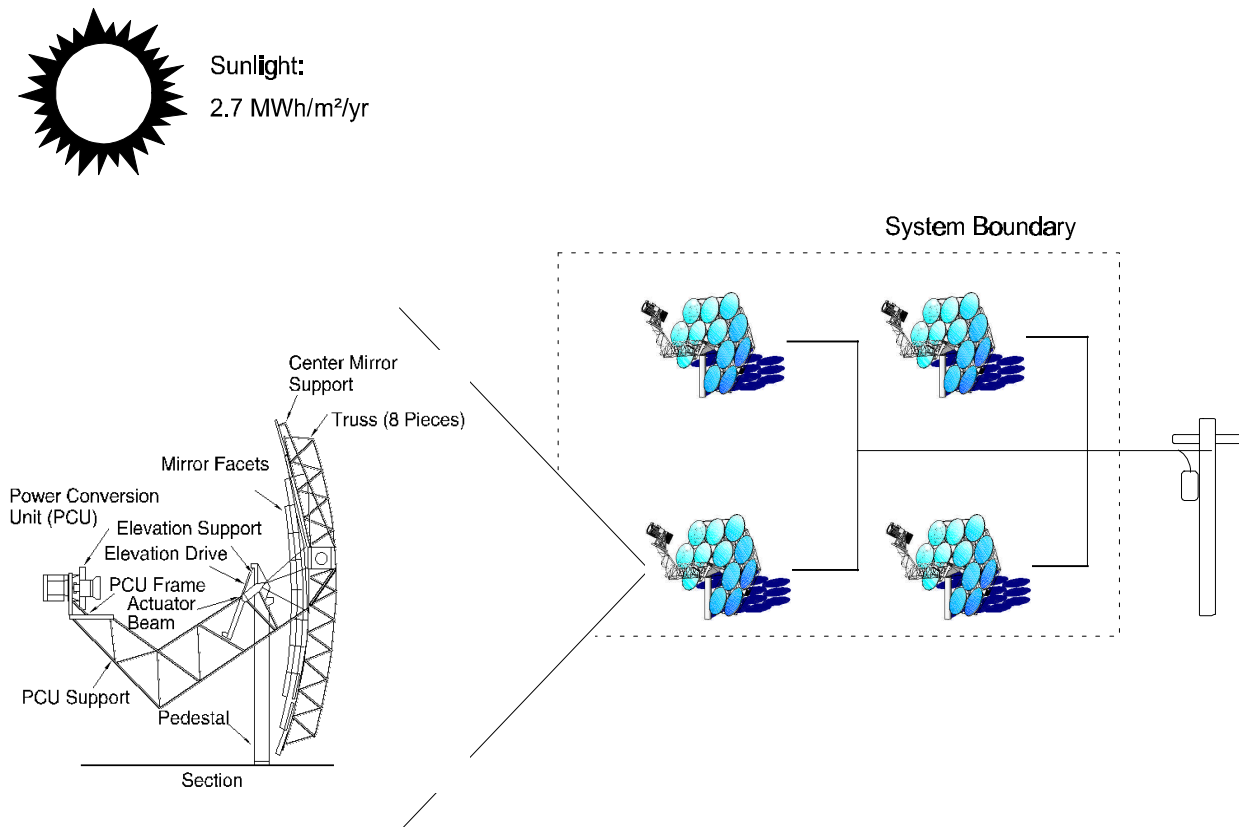 Sunlight:
2.7 MWh/m²/yr
System Boundary
Center Mirror
Support
Truss (8 Pieces)
Mirror Facets
Power Conversion
Unit (PCU)
Elevation Support
Elevation Drive
PCU Frame
Actuator
Beam
PCU Support
Pedestal
Section